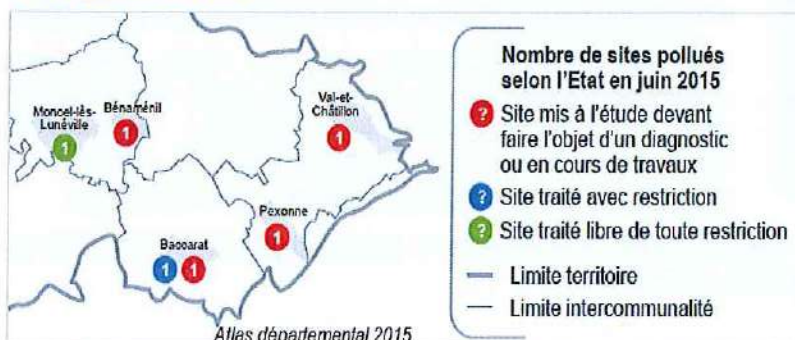 Moncel-lès-
Lunéville
1
Bénaménil
1
Val-et-
Châtillon
1
Pexonne
1
Baccarat
1 1
Atlas départemental 2015
Nombre de sites pollués
selon l'Etat en juin 2015
? Site mis à l'étude devant
faire l'objet d'un diagnostic
ou en cours de travaux
? Site traité avec restriction
? Site traité libre de toute restriction
Limite territoire
Limite intercommunalité